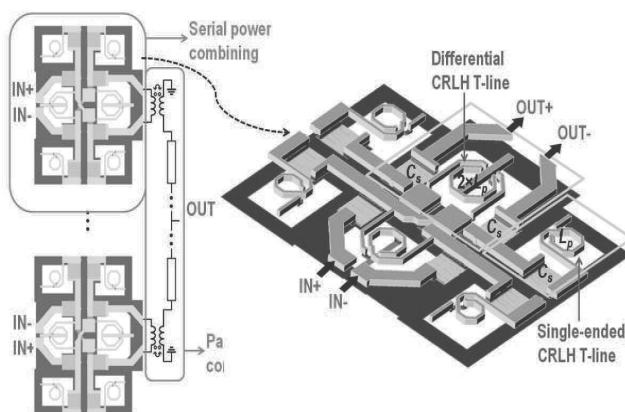 Serial power
combining
IN+
IN-
OUT
IN-
IN+
Differential
CRLH T-line
OUT+
OUT-
Cs
2×Lp
Cs
Lp
Cs
IN+
IN-
Single-ended
CRLH T-line